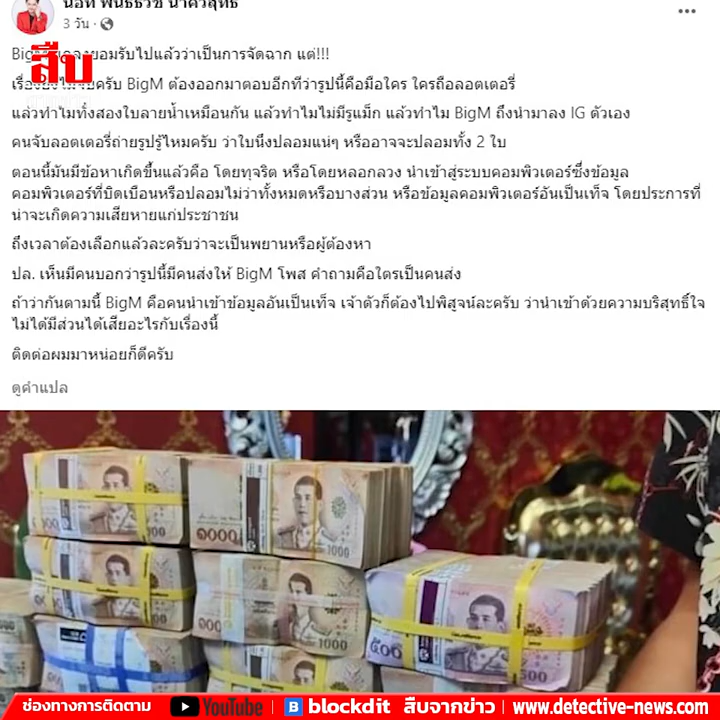 นอท พันธ์ธวัช นาควิสุทธิ์
3 วัน ·
สืบ
เรื่องยังไม่จบครับ BigM ต้องออกมาตอบอีกทีว่ารูปนี้คือมือใคร ใครถือลอตเตอรี่
แล้วทำไมทั้งสองใบลายน้ำเหมือนกัน แล้วทำไมไม่มีรูแม็ก แล้วทำไม BigM ถึงนำมาลง IG ตัวเอง
คนจับลอตเตอรี่ถ่ายรูปรู้ไหมครับ ว่าใบนึงปลอมแน่ๆ หรืออาจจะปลอมทั้ง 2 ใบ
ตอนนี้มันมีข้อหาเกิดขึ้นแล้วคือ โดยทุจริต หรือโดยหลอกลวง นำเข้าสู่ระบบคอมพิวเตอร์ซึ่งข้อมูล
คอมพิวเตอร์ที่บิดเบือนหรือปลอมไม่ว่าทั้งหมดหรือบางส่วน หรือข้อมูลคอมพิวเตอร์อันเป็นเท็จ โดยประการที่
น่าจะเกิดความเสียหายแก่ประชาชน
ถึงเวลาต้องเลือกแล้วละครับว่าจะเป็นพยานหรือผู้ต้องหา
ปล. เห็นมีคนบอกว่ารูปนี้มีคนส่งให้ BigM โพส คำถามคือใครเป็นคนส่ง
ถ้าว่ากันตามนี้ BigM คือคนนำเข้าข้อมูลอันเป็นเท็จ เจ้าตัวก็ต้องไปพิสูจน์ละครับ ว่านำเข้าด้วยความบริสุทธิ์ใจ
ไม่ได้มีส่วนได้เสียอะไรกับเรื่องนี้
ติดต่อผมมาหน่อยก็ดีครับ
ดูคำแปล
๑๐๐๐ 1000
1000
๕๐๐ 500
ช่องทางการติดตาม YouTube | B blockdit สืบจากข่าว | www.detective-news.com